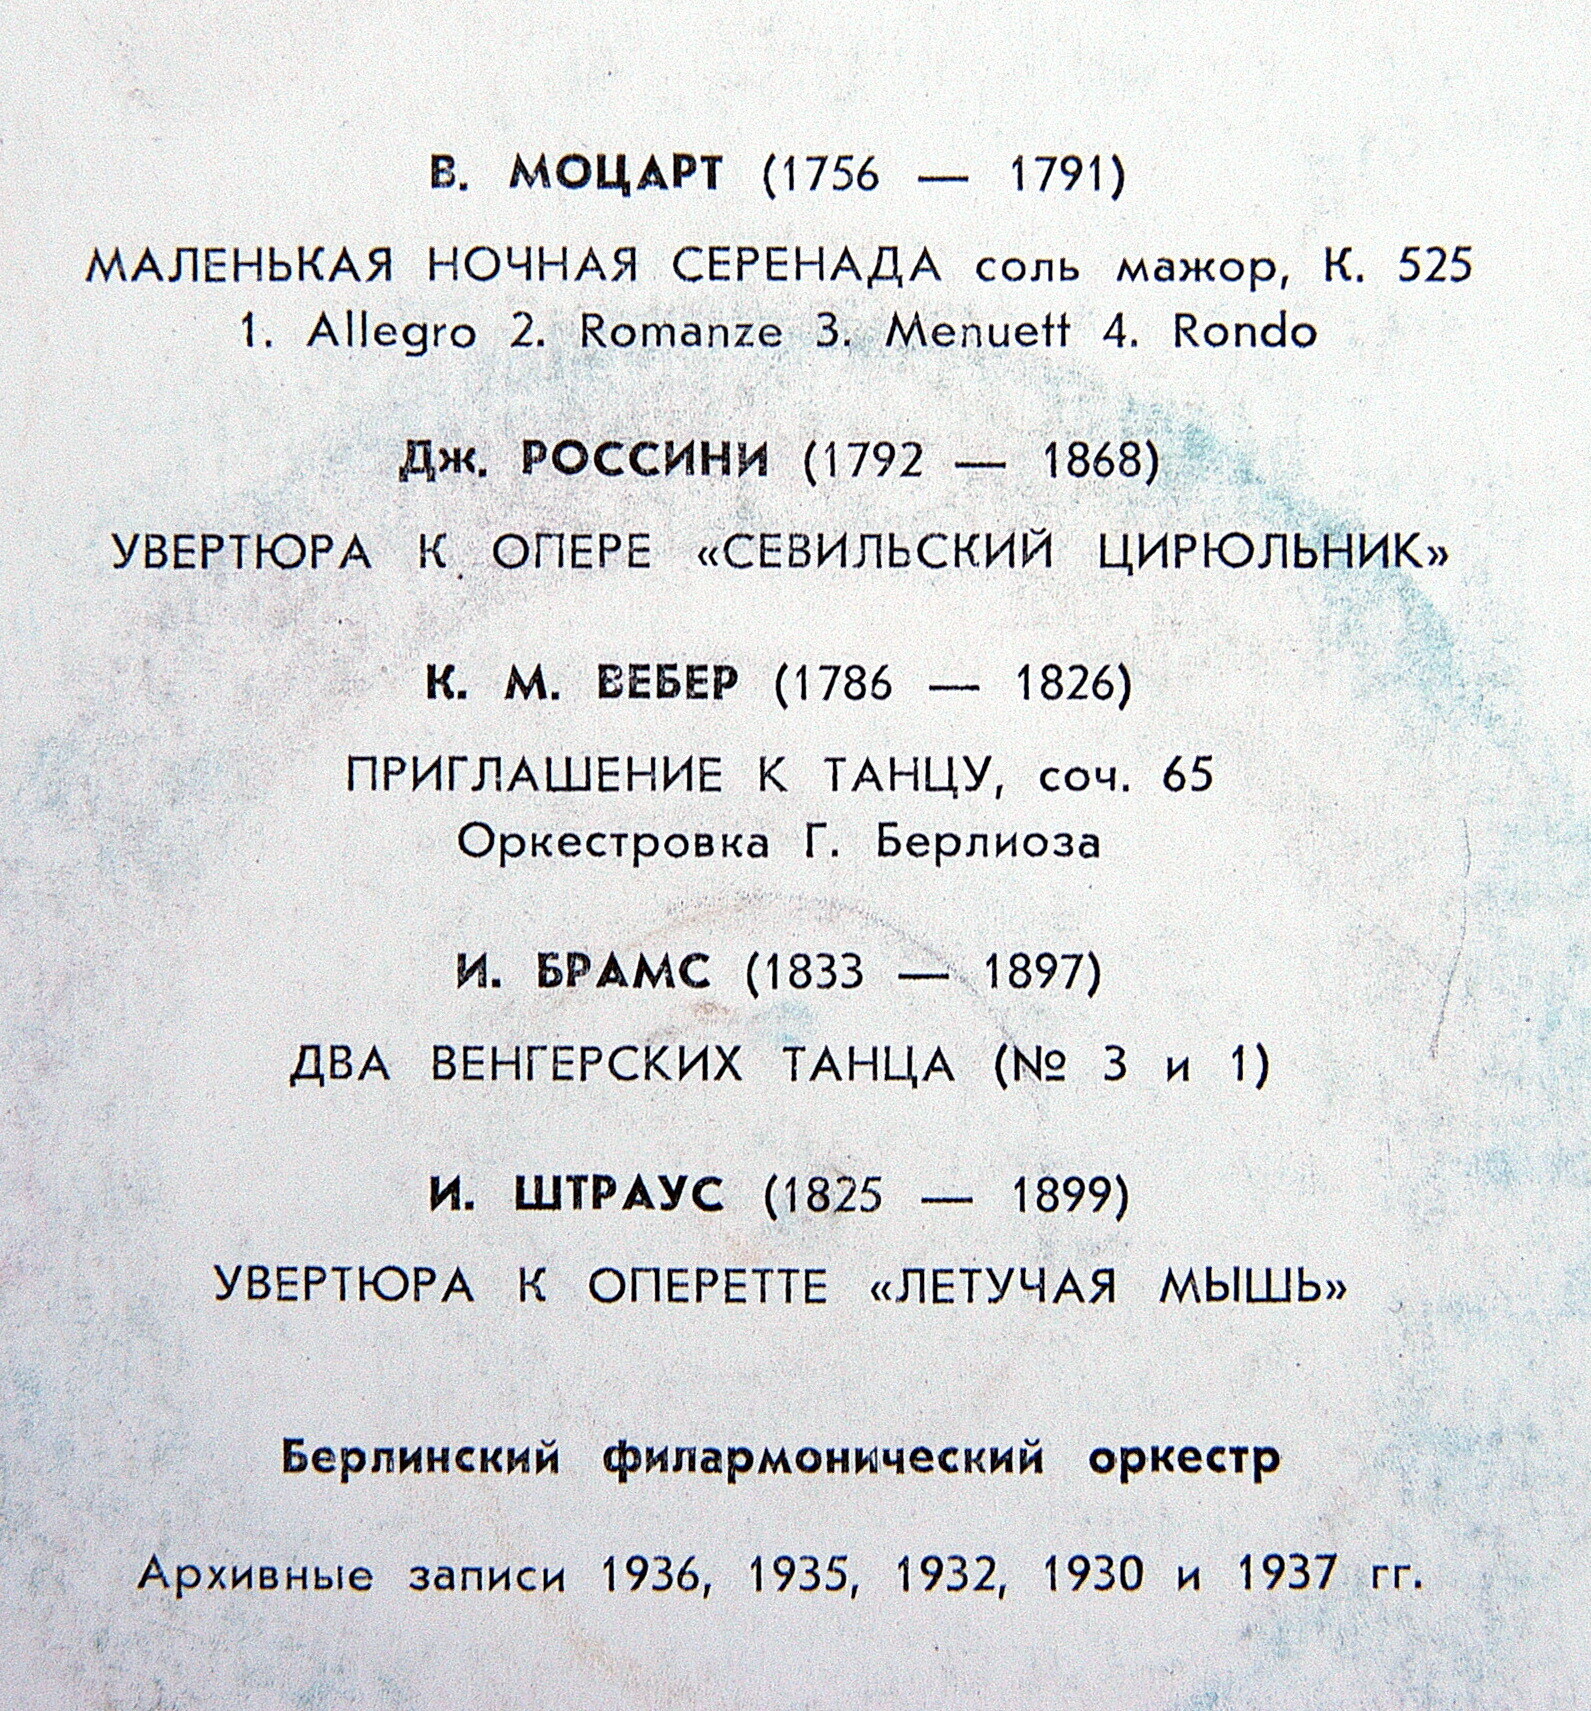 В. МОЦАРТ (1756 — 1791)
МАЛЕНЬКАЯ НОЧНАЯ СЕРЕНАДА соль мажор, К. 525
1. Allegro 2. Romanze 3. Menuett 4. Rondo
Дж. РОССИНИ (1792 — 1868)
УВЕРТЮРА К ОПЕРЕ «СЕВИЛЬСКИЙ ЦИРЮЛЬНИК»
К. М. ВЕБЕР (1786 — 1826)
ПРИГЛАШЕНИЕ К ТАНЦУ, соч. 65
Оркестровка Г. Берлиоза
И. БРАМС (1833 — 1897)
ДВА ВЕНГЕРСКИХ ТАНЦА (№ 3 и 1)
И. ШТРАУС (1825 — 1899)
УВЕРТЮРА К ОПЕРЕТТЕ «ЛЕТУЧАЯ МЫШЬ»
Берлинский филармонический оркестр
Архивные записи 1936, 1935, 1932, 1930 и 1937 гг.